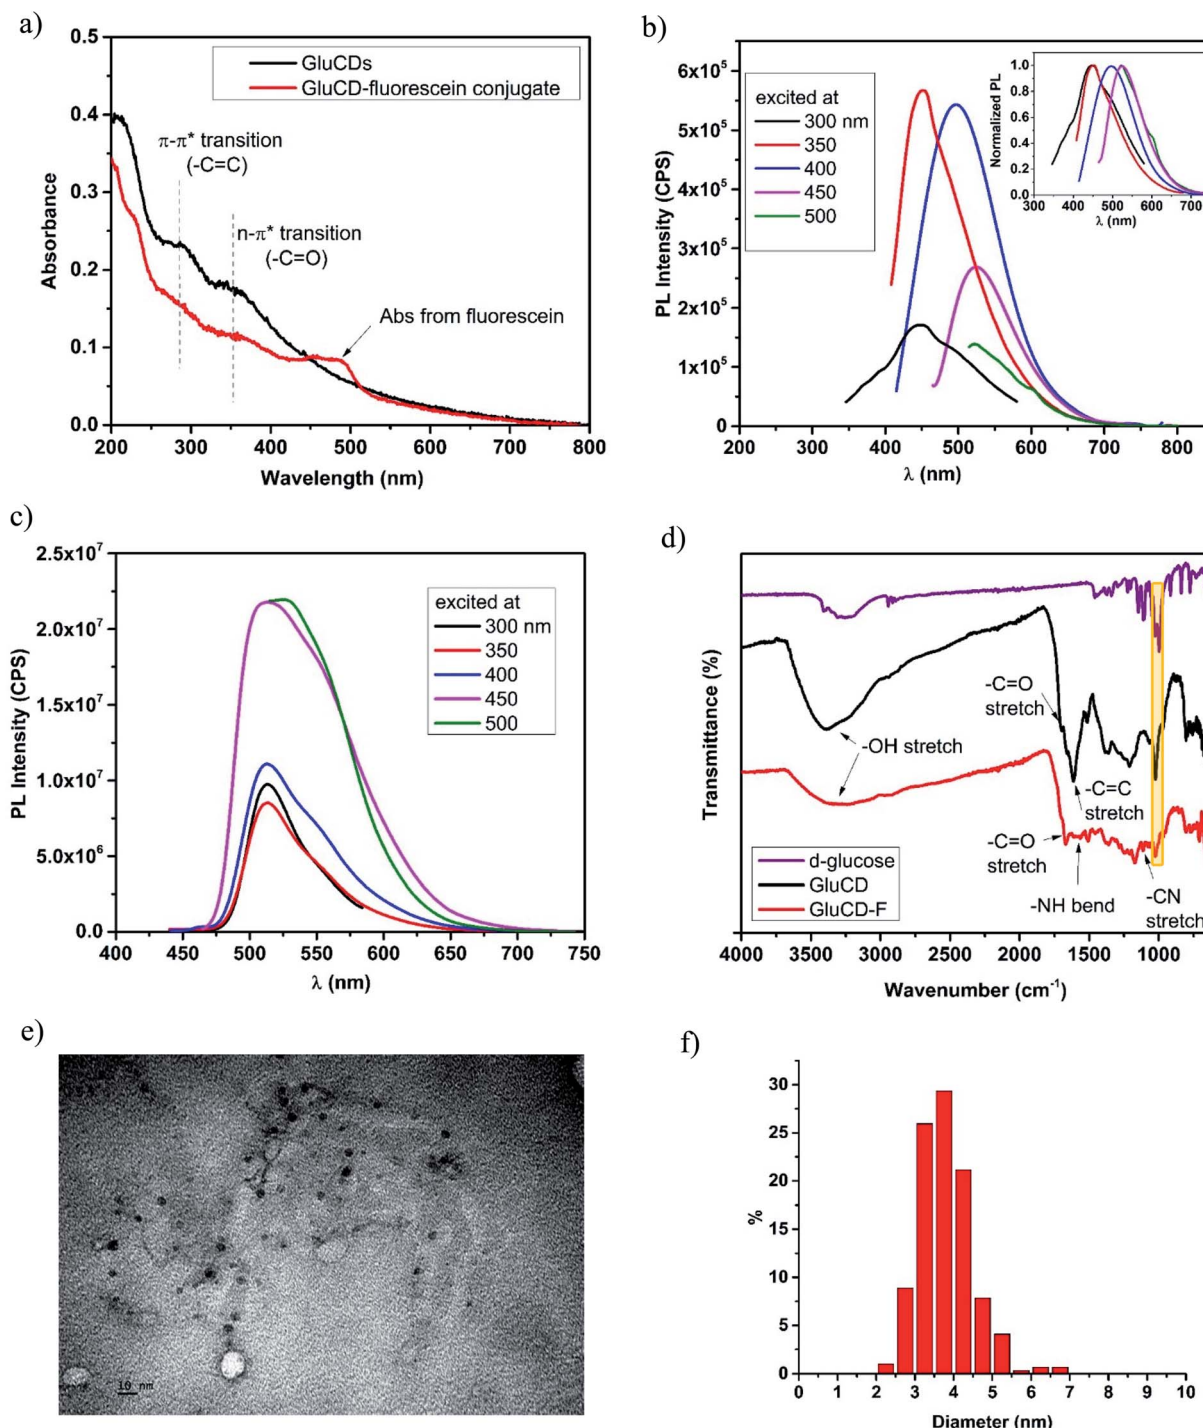 a)
0.5
0.4
0.3
0.2
0.1
0.0
Absorbance
GluCDs
GluCD-fluorescein conjugate
π-π* transition
(-C=C)
n-π* transition
(-C=O)
Abs from fluorescein
200 300 400 500 600 700 800
Wavelength (nm)
b)
6x10⁵
5x10⁵
4x10⁵
3x10⁵
2x10⁵
1x10⁵
0
PL Intensity (CPS)
excited at
300 nm
350
400
450
500
1.0
0.8
0.6
0.4
0.2
0.0
Normalized PL
300 400 500 600 700
λ (nm)
300 400 500 600 700 800
λ (nm)
c)
2.5x10⁷
2.0x10⁷
1.5x10⁷
1.0x10⁷
5.0x10⁶
0.0
PL Intensity (CPS)
excited at
300 nm
350
400
450
500
400 450 500 550 600 650 700 750
λ (nm)
d)
Transmittance (%)
-C=O
stretch
-OH stretch
-C=C
stretch
-C=O
stretch
-NH bend
-CN
stretch
d-glucose
GluCD
GluCD-F
4000 3500 3000 2500 2000 1500 1000
Wavenumber (cm⁻¹)
e)
10 nm
f)
30
25
20
15
10
5
0
%
0 1 2 3 4 5 6 7 8 9 10
Diameter (nm)